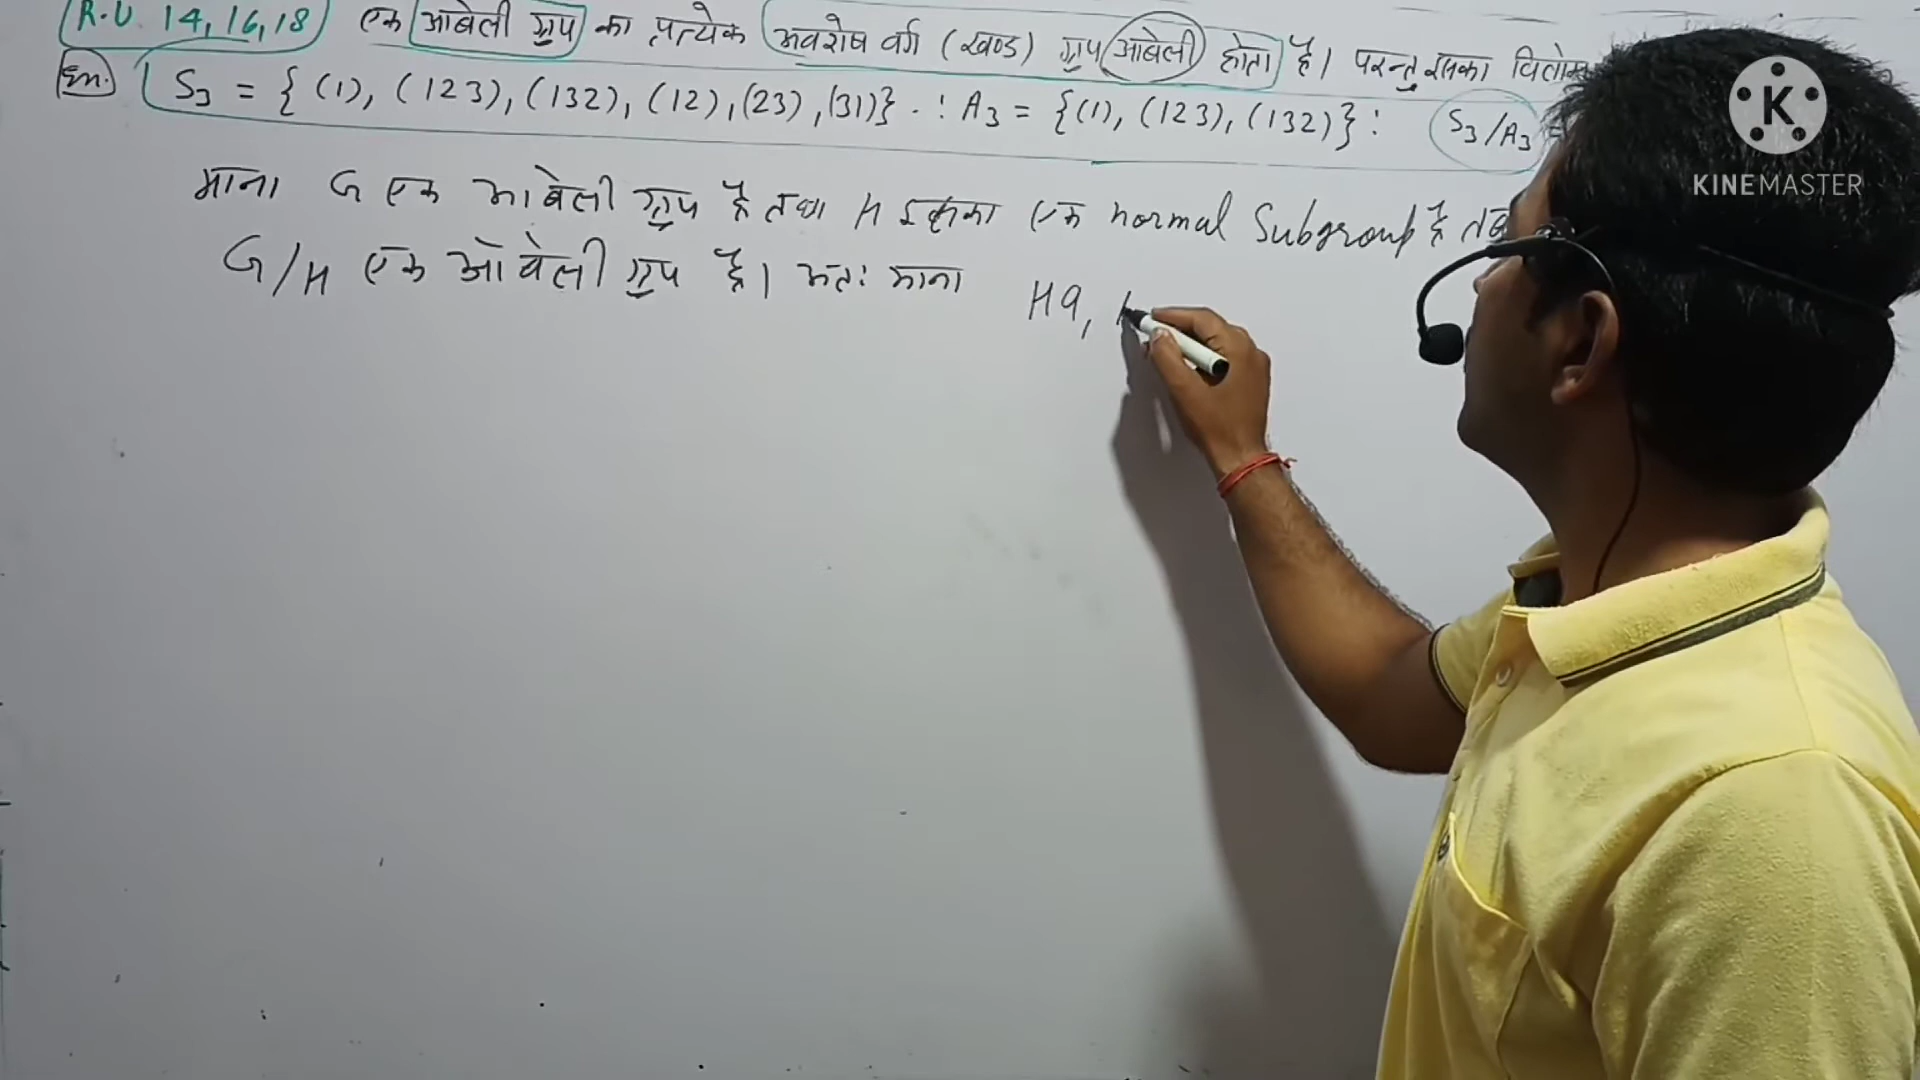 R.U. 14, 16, 18 एक आबेली ग्रुप का प्रत्येक अवशेष वर्ग (खण्ड) ग्रुप आबेली होता है। परन्तु इसका विलोम
S3 = { (1), (123), (132), (12), (23), (31)} . : A3 = {(1), (123), (132)} : S3/A3 =
माना G एक आबेली ग्रुप है तथा H इसका एक normal Subgroup है तब
G/H एक आबेली ग्रुप है। अतः माना Ha,
KINEMASTER